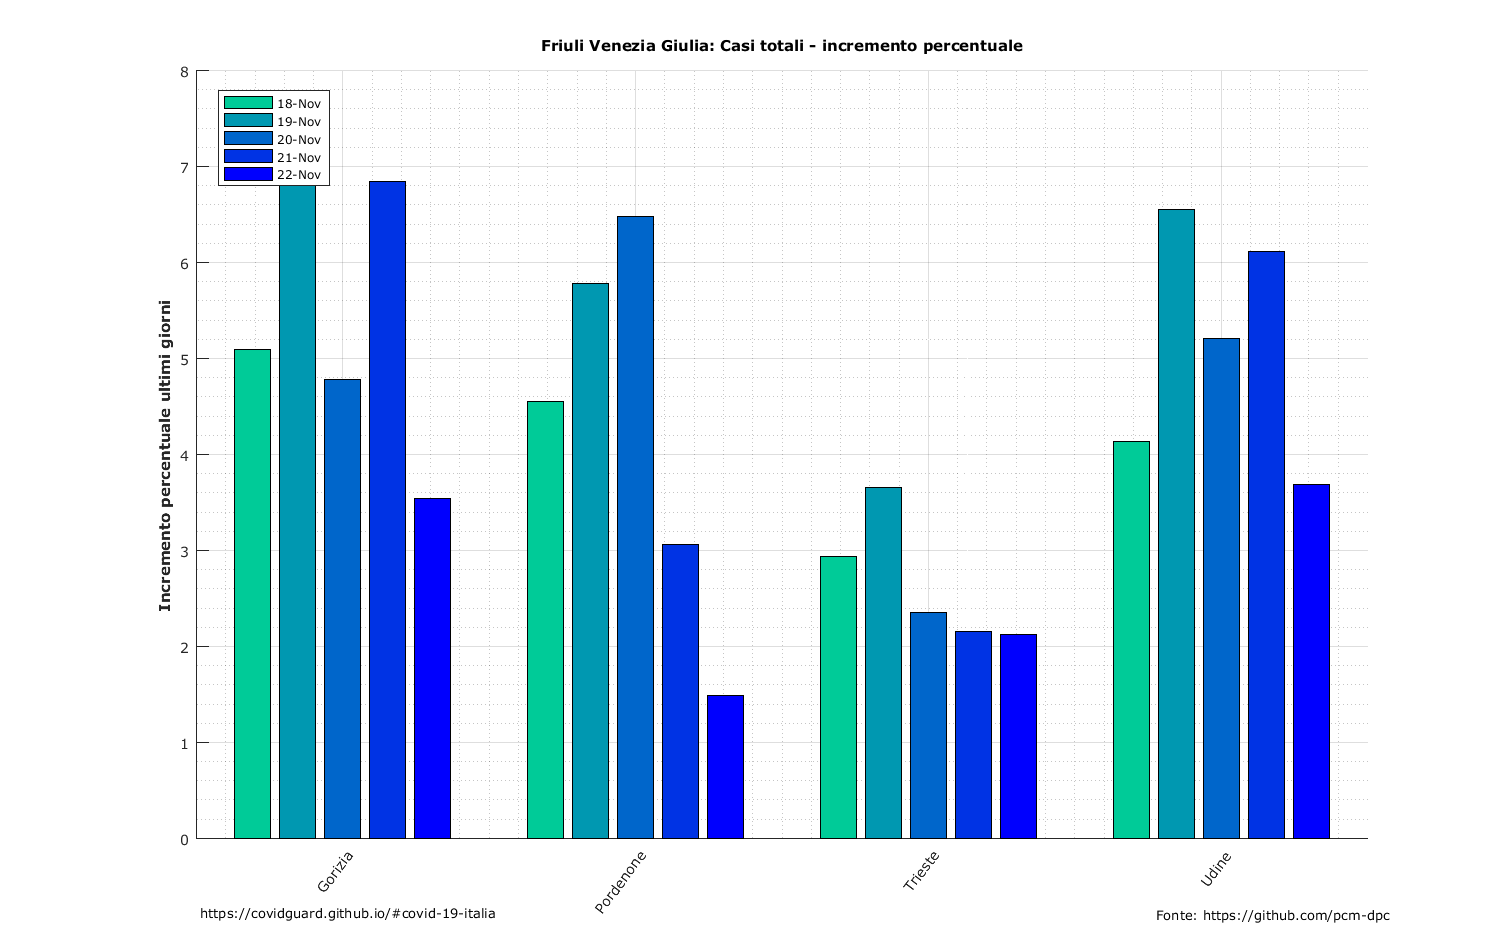 Friuli Venezia Giulia: Casi totali - incremento percentuale
8
7
6
5
4
3
2
1
0
Incremento percentuale ultimi giorni
18-Nov
19-Nov
20-Nov
21-Nov
22-Nov
Gorizia
Pordenone
Trieste
Udine
https://covidguard.github.io/#covid-19-italia
Fonte: https://github.com/pcm-dpc